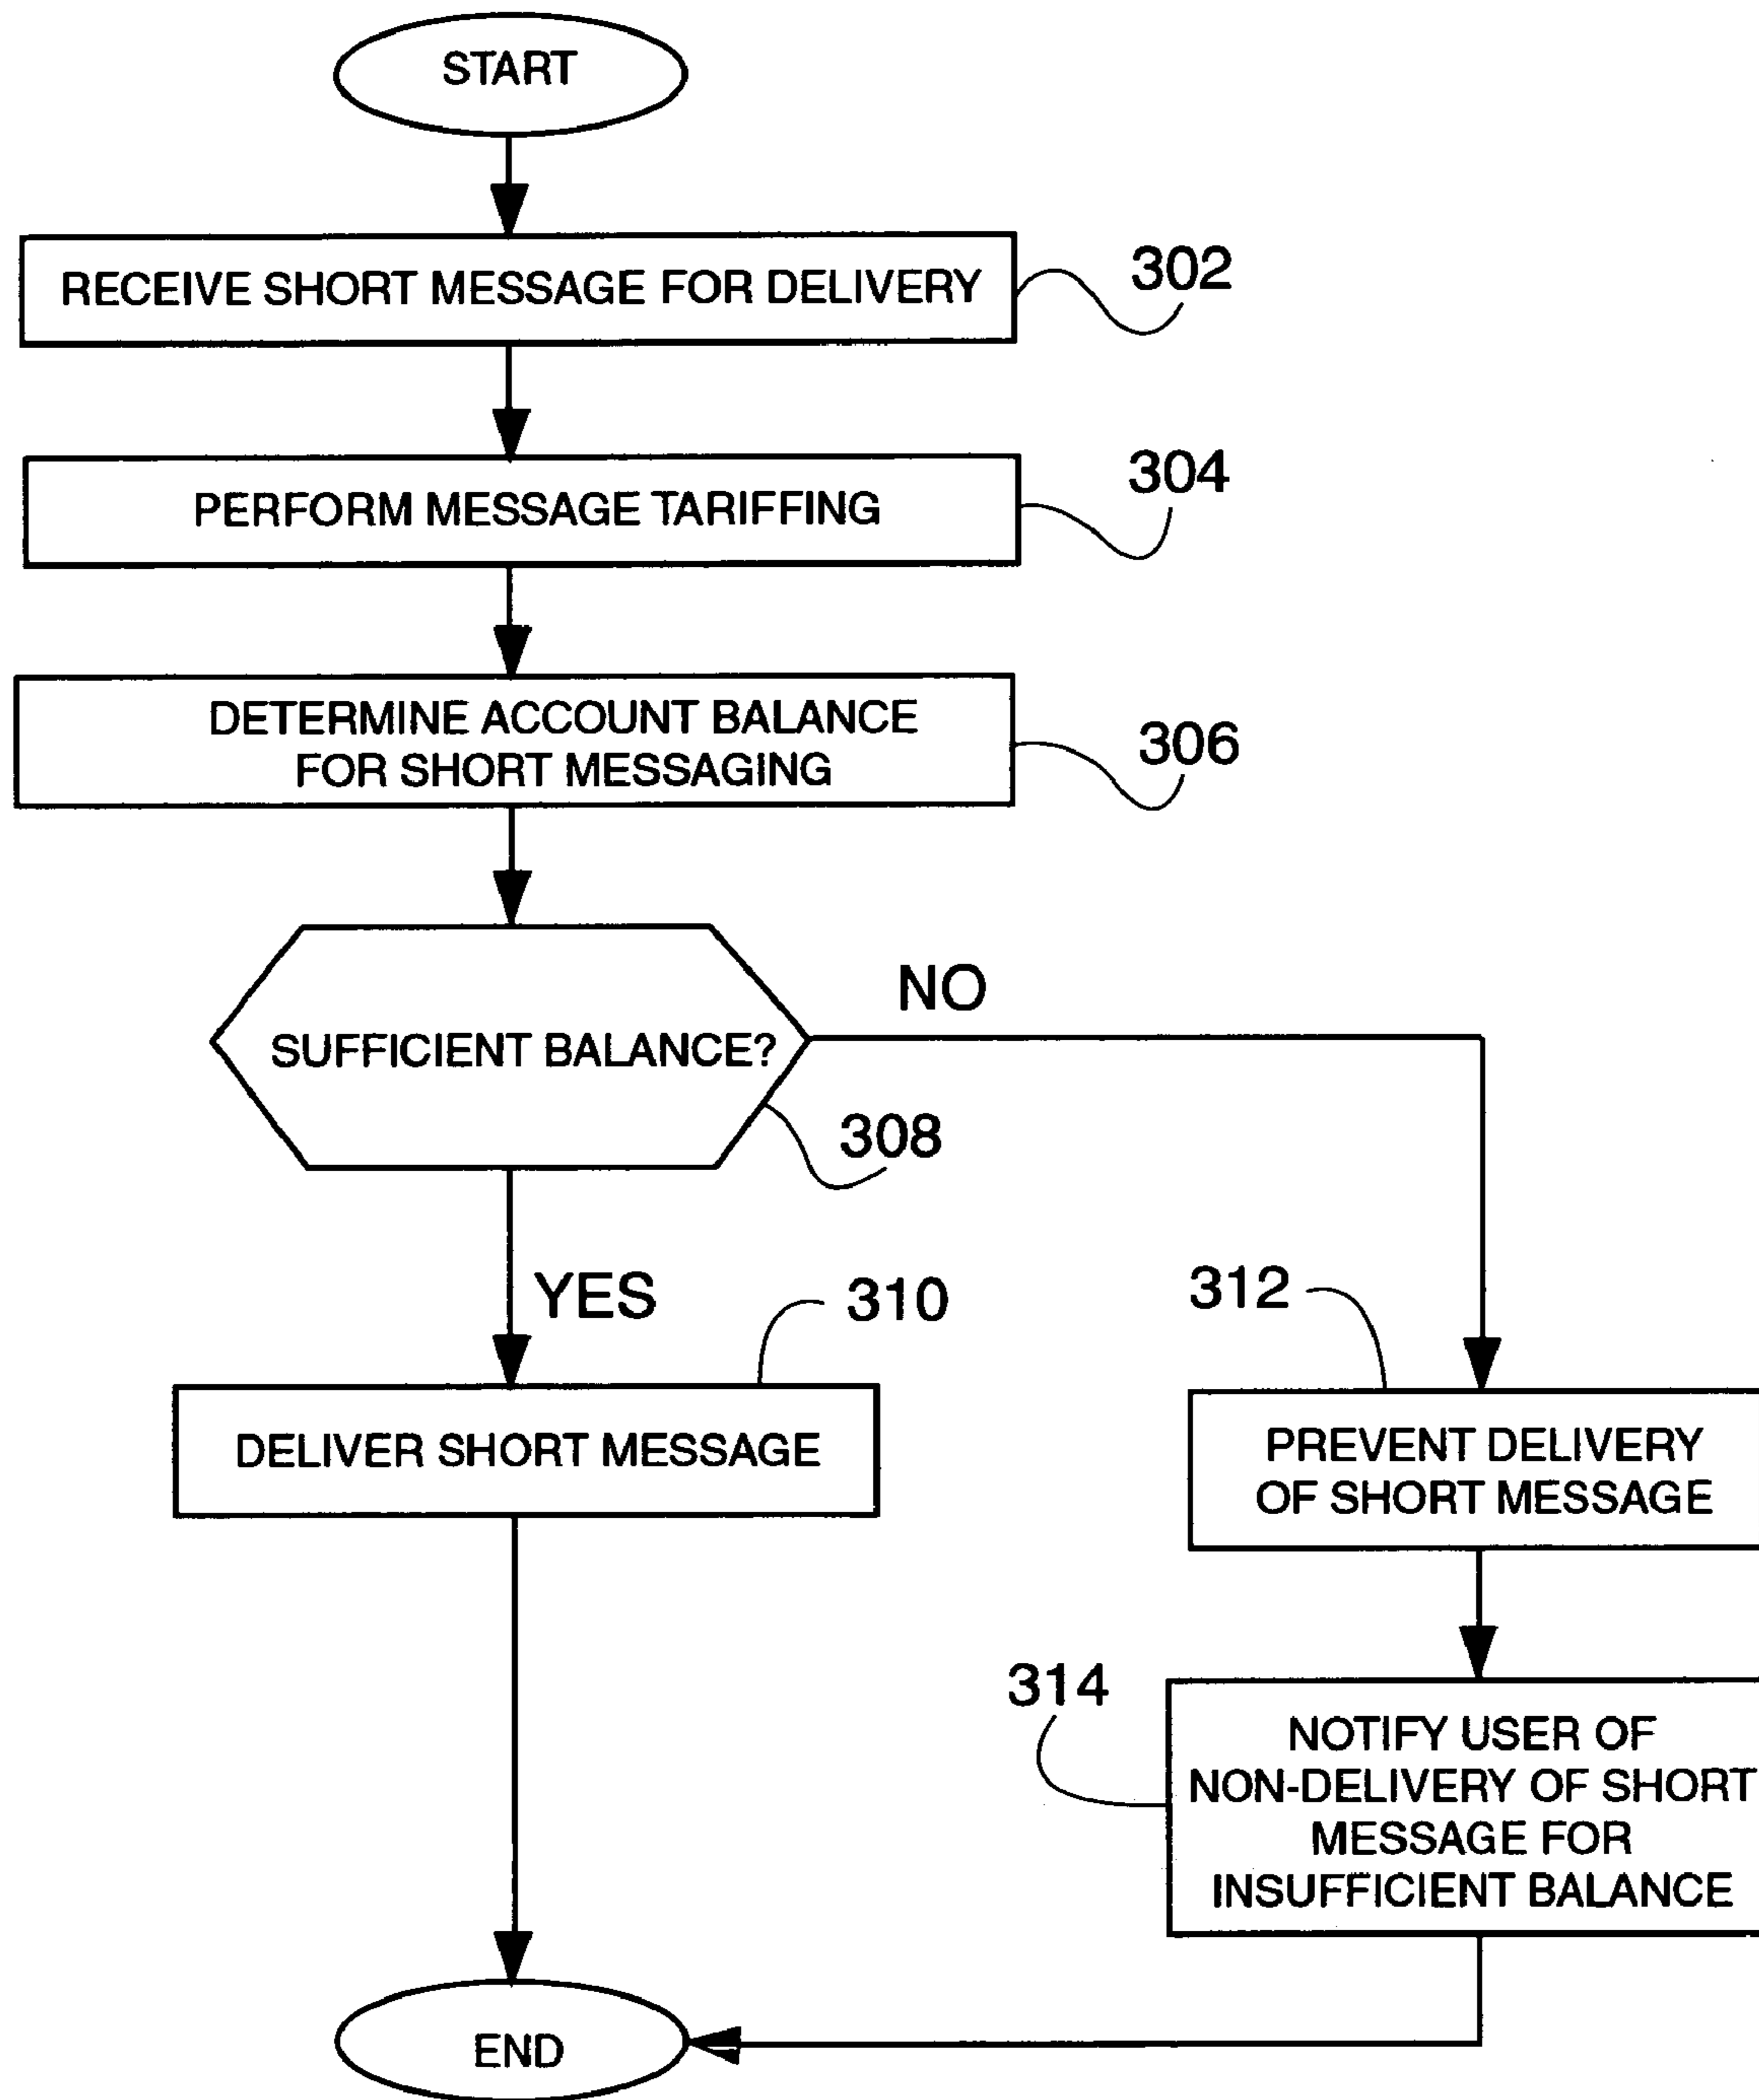 START
RECEIVE SHORT MESSAGE FOR DELIVERY
302
PERFORM MESSAGE TARIFFING
304
DETERMINE ACCOUNT BALANCE
FOR SHORT MESSAGING
306
SUFFICIENT BALANCE?
NO
308
YES
310
312
DELIVER SHORT MESSAGE
PREVENT DELIVERY
OF SHORT MESSAGE
314
NOTIFY USER OF
NON-DELIVERY OF SHORT
MESSAGE FOR
INSUFFICIENT BALANCE
END